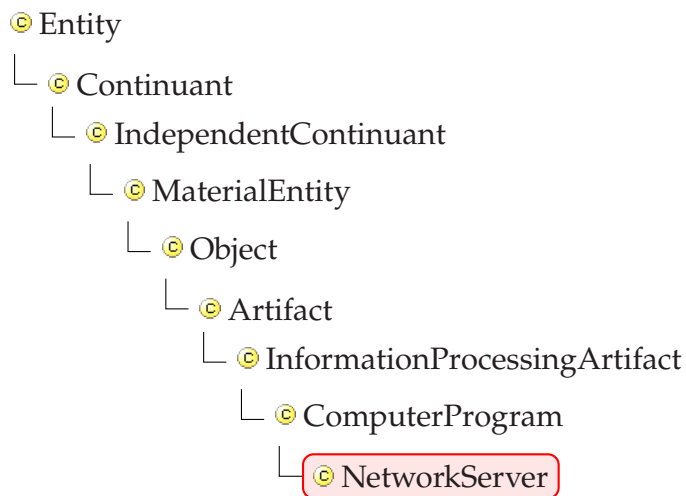 Entity
Continuant
IndependentContinuant
MaterialEntity
Object
Artifact
InformationProcessingArtifact
ComputerProgram
NetworkServer